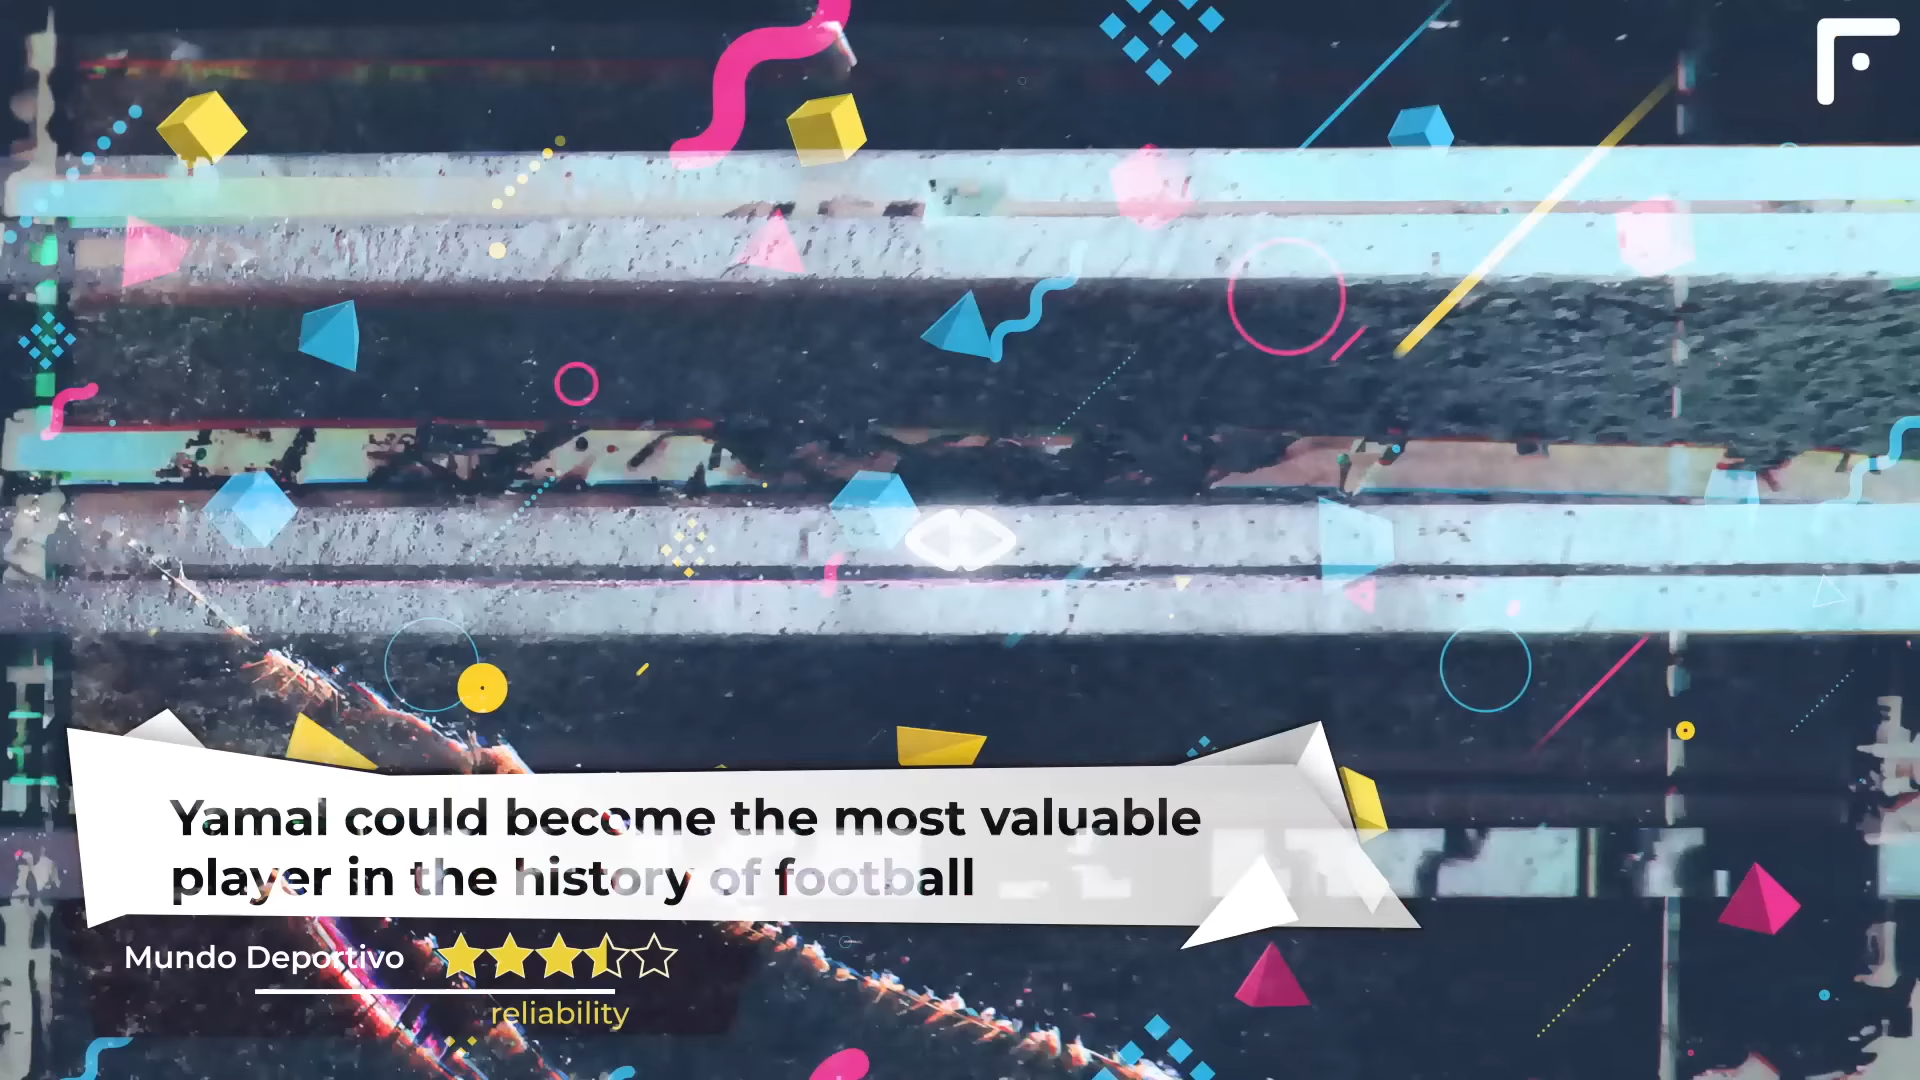 Yamal could become the most valuable
player in the history of football
Mundo Deportivo
reliability